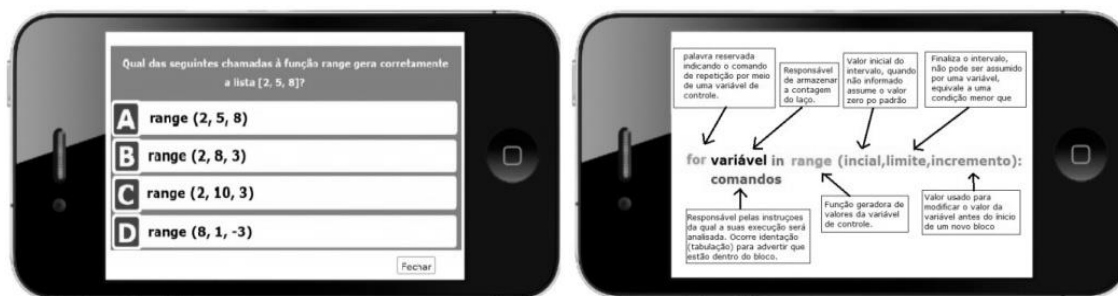 Qual das seguintes chamadas à função range gera corretamente
a lista [2, 5, 8]?
A range (2, 5, 8)
B range (2, 8, 3)
C range (2, 10, 3)
D range (8, 1, -3)
Fechar
palavra reservada
indicando o comando
de repetição por meio
de uma variável de
controle.
Responsável
de armazenar
a contagem
do laço.
Valor inicial do
intervalo, quando
não informado
assume o valor
zero po padrão
Finaliza o intervalo,
não pode ser assumido
por uma variável,
equivale a uma
condição menor que
for variável in range (incial,limite,incremento):
comandos
Responsável pelas instruçoes
da qual a suas execução será
analisada. Ocorre identação
(tabulação) para advertir que
estão dentro do bloco.
Função geradora de
valores da variável
de controle.
Valor usado para
modificar o valor da
variável antes do ínicio
de um novo bloco